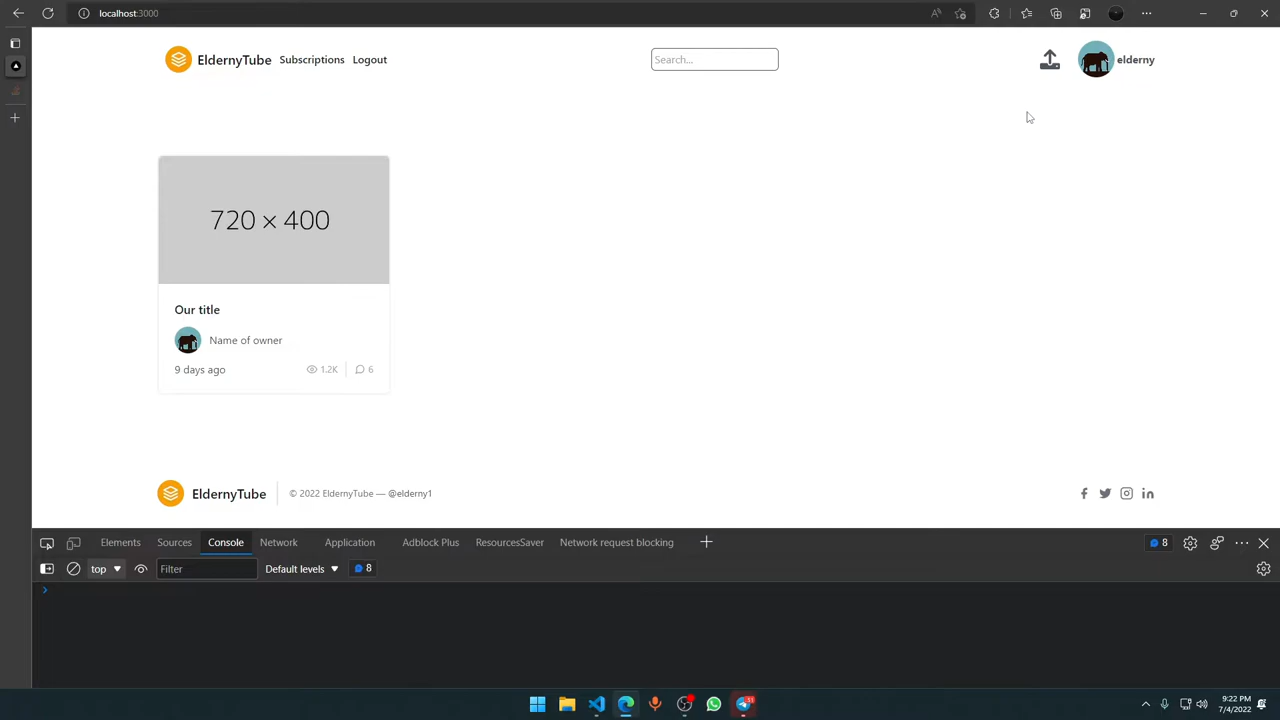 localhost:3000
EldernyTube Subscriptions Logout
Search...
elderny
720 × 400
Our title
Name of owner
9 days ago 1.2K 6
EldernyTube © 2022 EldernyTube — @elderny1
Elements Sources Console Network Application Adblock Plus ResourcesSaver Network request blocking 8
top Filter Default levels 8
9:22 PM
7/4/2022